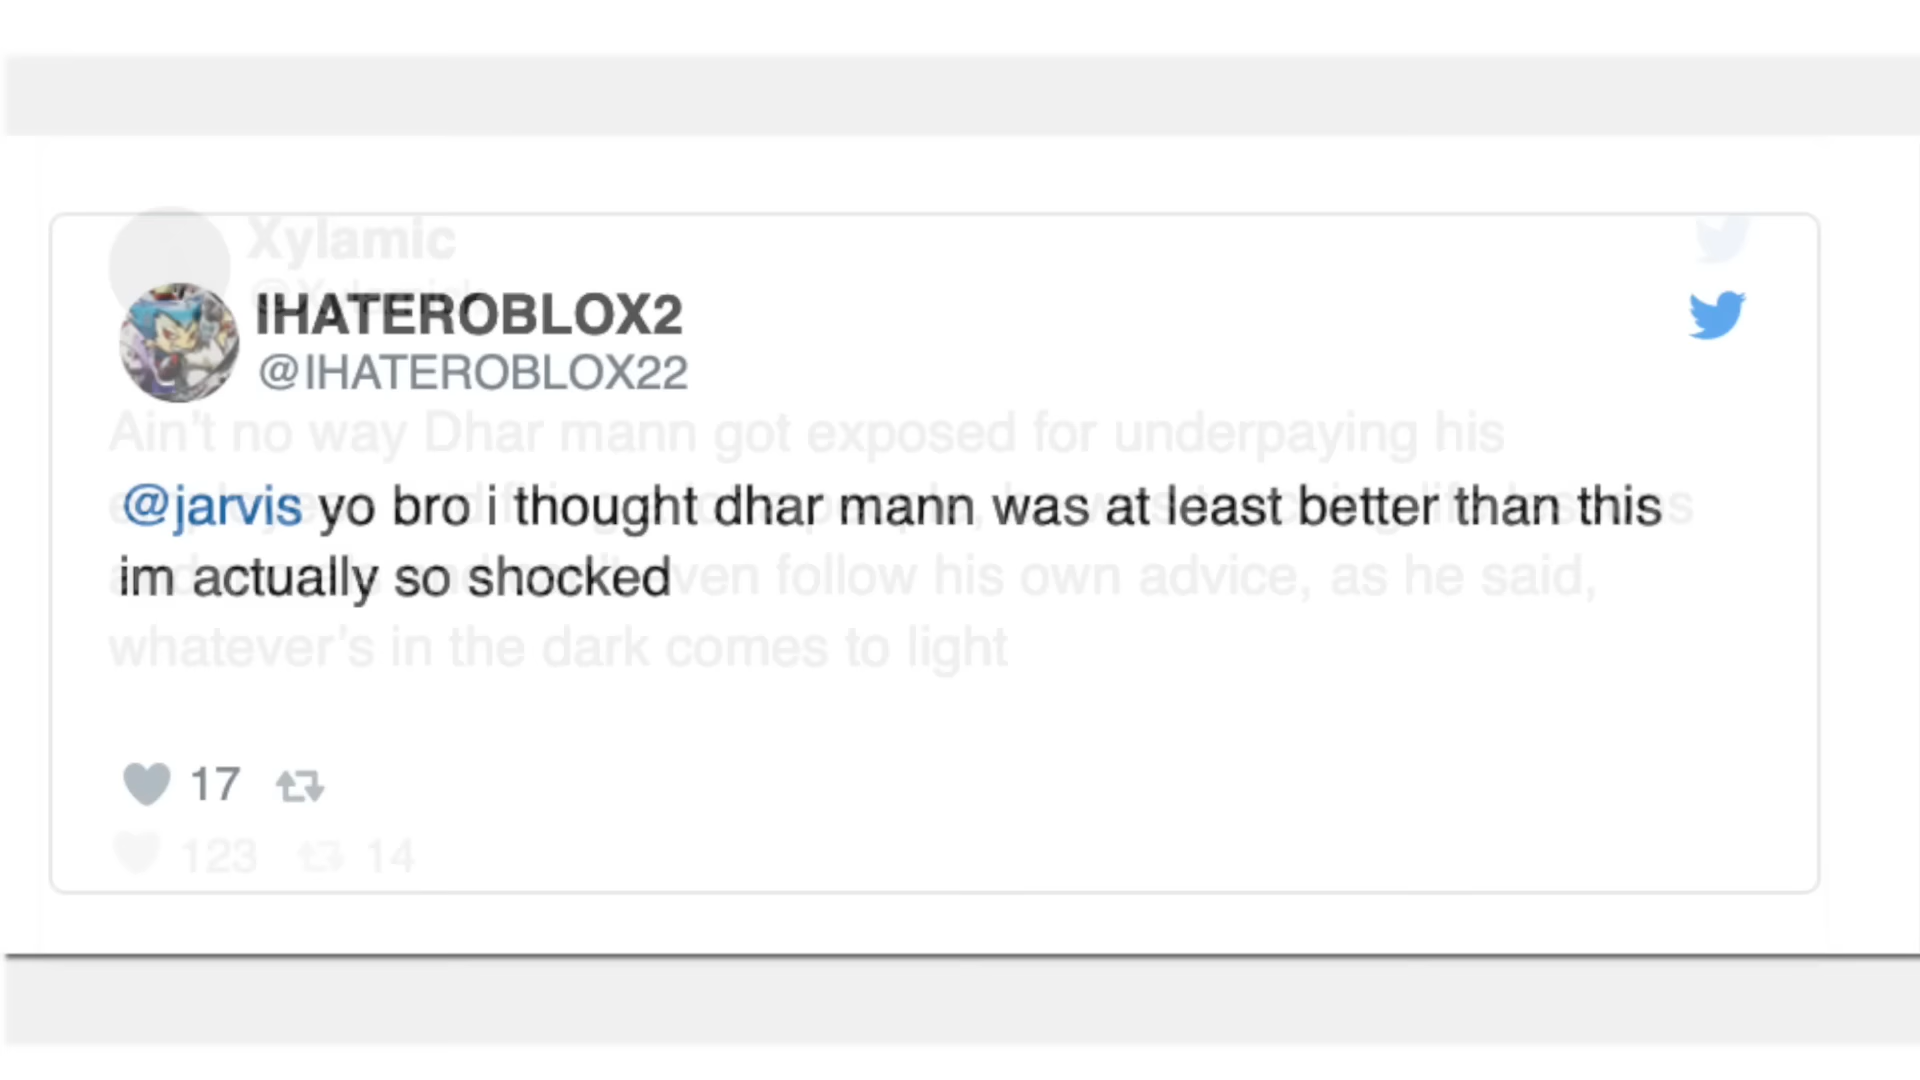 Xylamic
IHATEROBLOX2
@IHATEROBLOX22
Ain't no way Dhar mann got exposed for underpaying his
@jarvis yo bro i thought dhar mann was at least better than this
im actually so shocked
follow his own advice, as he said,
whatever's in the dark comes to light
17
123 14